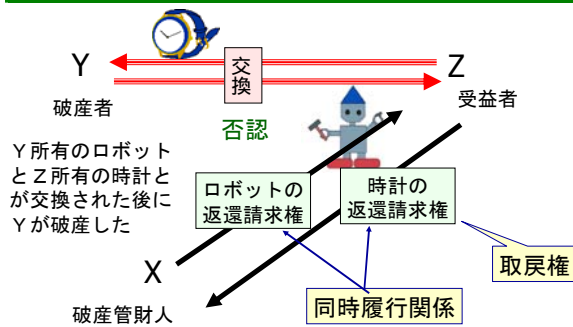 Y
交
換
Z
破産者
受益者
否認
Y所有のロボット
とZ所有の時計と
が交換された後に
Yが破産した
ロボットの
返還請求権
時計の
返還請求権
取戻権
X
破産管財人
同時履行関係